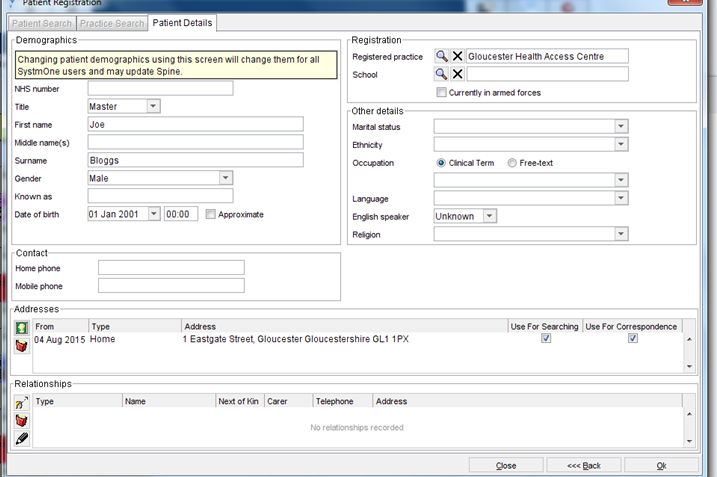 Patient Registration
Patient Search Practice Search Patient Details
Demographics
Changing patient demographics using this screen will change them for all
SystmOne users and may update Spine.
NHS number
Title Master
First name Joe
Middle name(s)
Surname Bloggs
Gender Male
Known as
Date of birth 01 Jan 2001 00:00 Approximate
Contact
Home phone
Mobile phone
Registration
Registered practice Gloucester Health Access Centre
School
Currently in armed forces
Other details
Marital status
Ethnicity
Occupation Clinical Term Free-text
Language
English speaker Unknown
Religion
Addresses
From Type Address Use For Searching Use For Correspondence
04 Aug 2015 Home 1 Eastgate Street, Gloucester Gloucestershire GL1 1PX
Relationships
Type Name Next of Kin Carer Telephone Address
No relationships recorded
Close <<< Back Ok